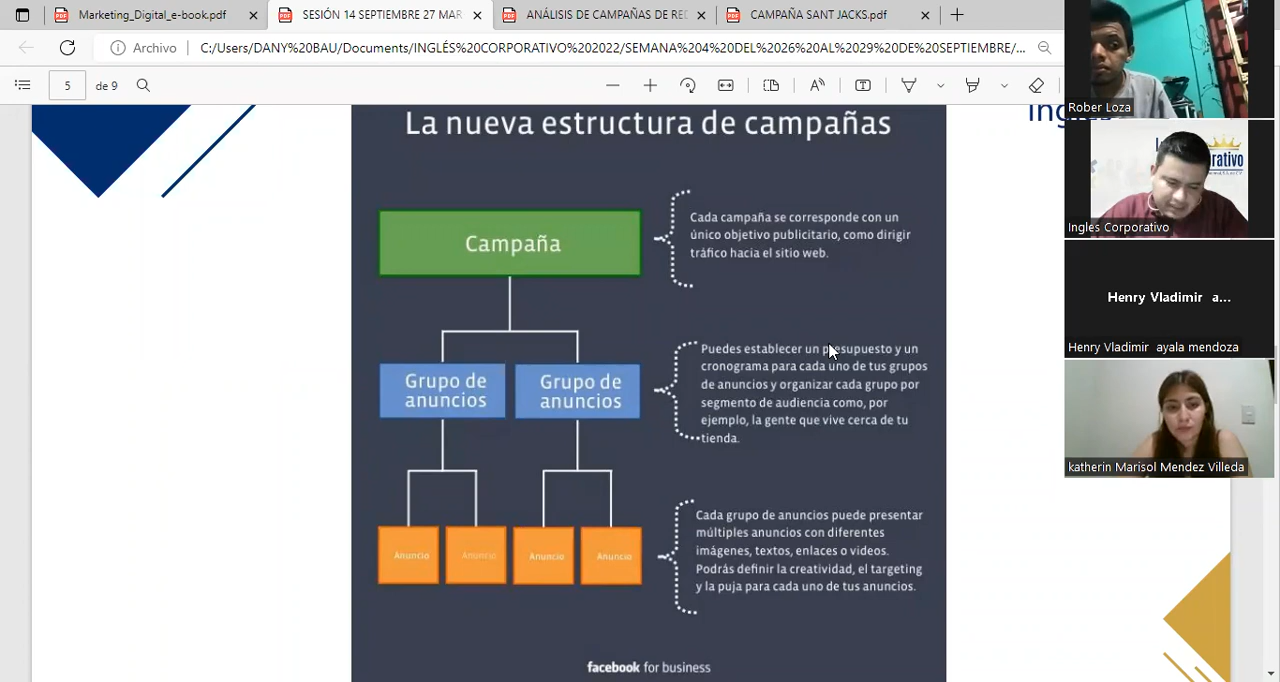 Marketing_Digital_e-book.pdf
SESIÓN 14 SEPTIEMBRE 27 MAR
ANÁLISIS DE CAMPAÑAS DE REC
CAMPAÑA SANT JACKS.pdf
Archivo
C:/Users/DANY%20BAU/Documents/INGLÉS%20CORPORATIVO%202022/SEMANA%204%20DEL%2026%20AL%2029%20DE%20SEPTIEMBRE/...
5
de 9
La nueva estructura de campañas
Campaña
Cada campaña se corresponde con un
único objetivo publicitario, como dirigir
tráfico hacia el sitio web.
Grupo de
anuncios
Grupo de
anuncios
Puedes establecer un presupuesto y un
cronograma para cada uno de tus grupos
de anuncios y organizar cada grupo por
segmento de audiencia como, por
ejemplo, la gente que vive cerca de tu
tienda.
Anuncio
Anuncio
Anuncio
Anuncio
Cada grupo de anuncios puede presentar
múltiples anuncios con diferentes
imágenes, textos, enlaces o videos.
Podrás definir la creatividad, el targeting
y la puja para cada uno de tus anuncios.
facebook for business
Rober Loza
Ingles Corporativo
Henry Vladimir a...
Henry Vladimir ayala mendoza
katherin Marisol Mendez Villeda